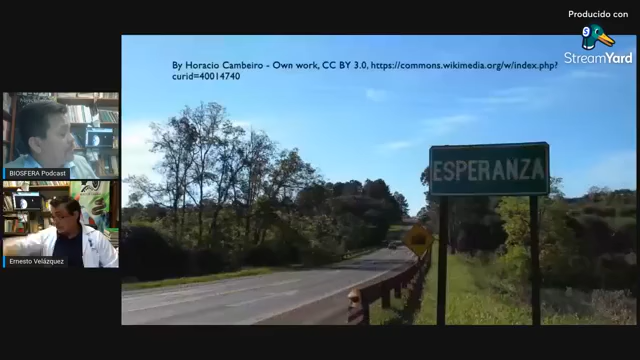 Producido con
StreamYard
By Horacio Cambeiro - Own work, CC BY 3.0, https://commons.wikimedia.org/w/index.php?
curid=40014740
ESPERANZA
BIOSFERA Podcast
Ernesto Velázquez